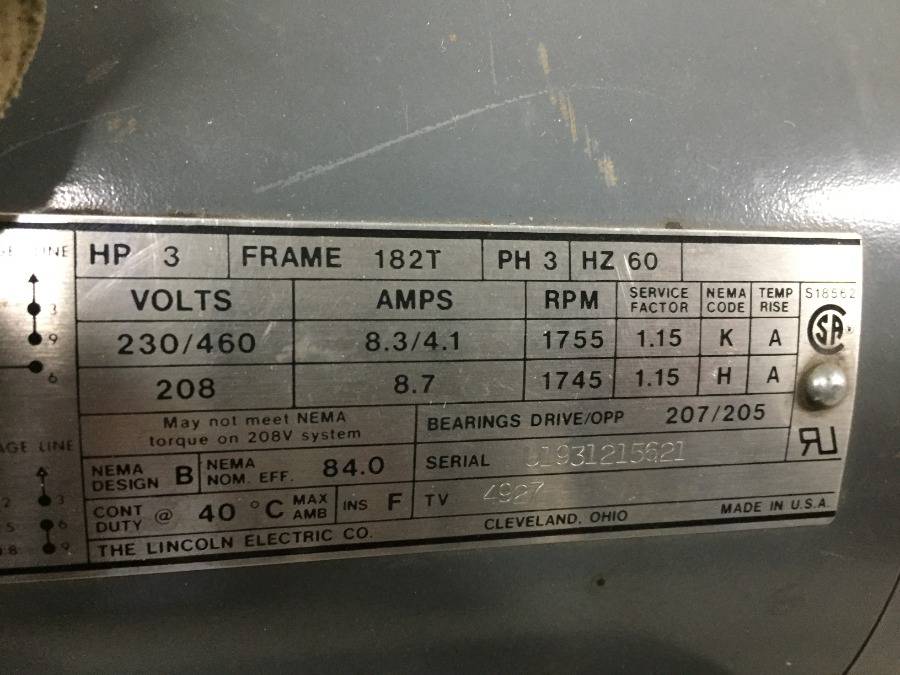 GE LINE
HP 3 FRAME 182T PH 3 HZ 60
VOLTS AMPS RPM SERVICE FACTOR NEMA CODE TEMP RISE S18562
230/460 8.3/4.1 1755 1.15 K A
208 8.7 1745 1.15 H A
3
9
6
May not meet NEMA
torque on 208V system
BEARINGS DRIVE/OPP 207/205
AGE LINE
NEMA DESIGN B NEMA NOM. EFF. 84.0
SERIAL U1931215621
2 3
CONT DUTY @ 40 °C MAX AMB INS F
TV 4927
5 6
8 9
THE LINCOLN ELECTRIC CO. CLEVELAND, OHIO MADE IN U.S.A.